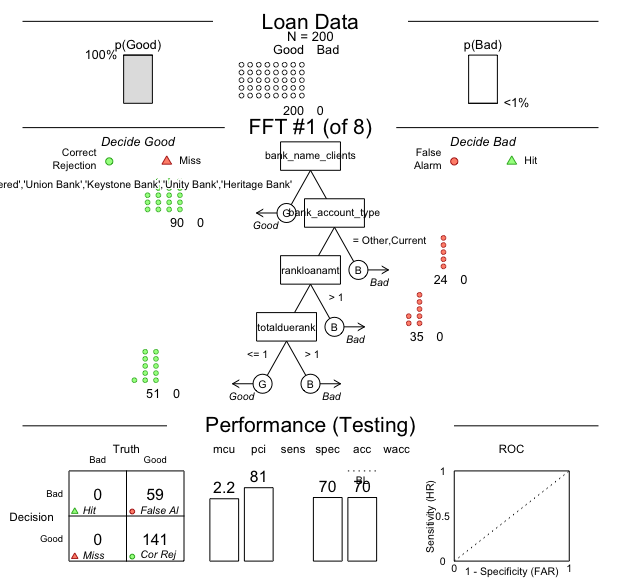 Loan Data
N = 200
p(Good)
Good Bad
p(Bad)
100%
<1%
200 0
FFT #1 (of 8)
Decide Good
Decide Bad
Correct Rejection
Miss
False Alarm
Hit
bank_name_clients
ered','Union Bank','Keystone Bank','Unity Bank','Heritage Bank'
90 0
G
Good
bank_account_type
= Other,Current
B
Bad
24 0
rankloanamt
> 1
B
Bad
35 0
totalduerank
<= 1
> 1
G
Good
B
Bad
51 0
Performance (Testing)
Truth
Bad Good
mcu pci sens spec acc wacc
ROC
Decision
Bad
0
Hit
59
False Al
Good
0
Miss
141
Cor Rej
2.2
81
70
BL
70
Sensitivity (HR)
1
0.5
0
0 1
1 - Specificity (FAR)